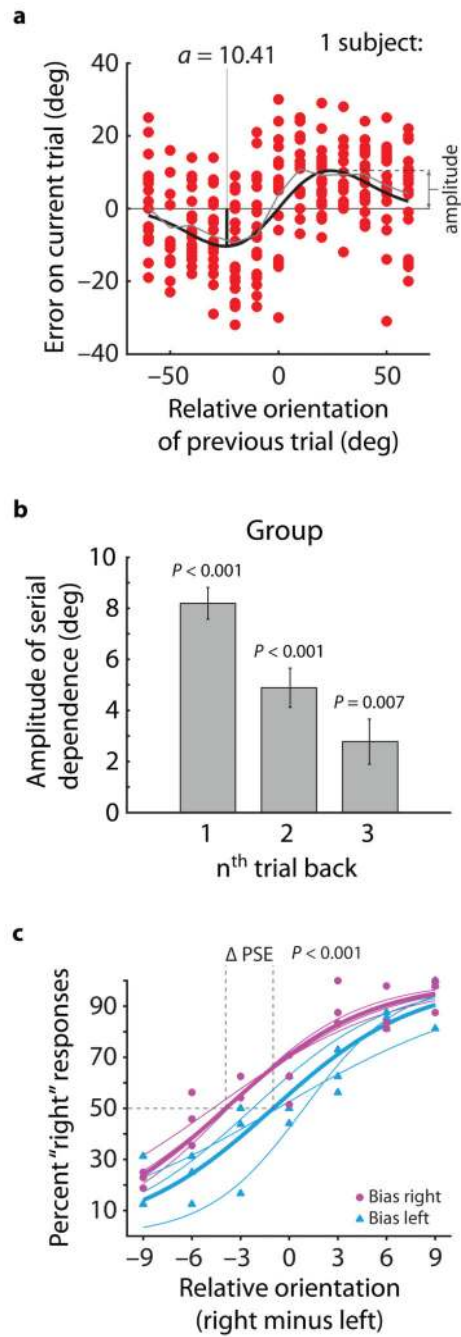 a
a = 10.41
1 subject:
40
20
0
−20
−40
Error on current trial (deg)
amplitude
−50
0
50
Relative orientation
of previous trial (deg)
b
Group
10
8
6
4
2
0
Amplitude of serial
dependence (deg)
P < 0.001
P < 0.001
P = 0.007
1
2
3
nth trial back
c
Δ PSE
P < 0.001
90
70
50
30
10
Percent “right” responses
Bias right
Bias left
−9
−6
−3
0
3
6
9
Relative orientation
(right minus left)